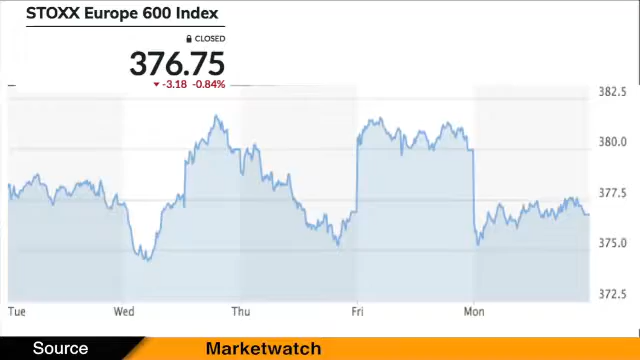 STOXX Europe 600 Index
CLOSED
376.75
-3.18 -0.84%
382.5
380.0
377.5
375.0
372.5
Tue Wed Thu Fri Mon
Source Marketwatch